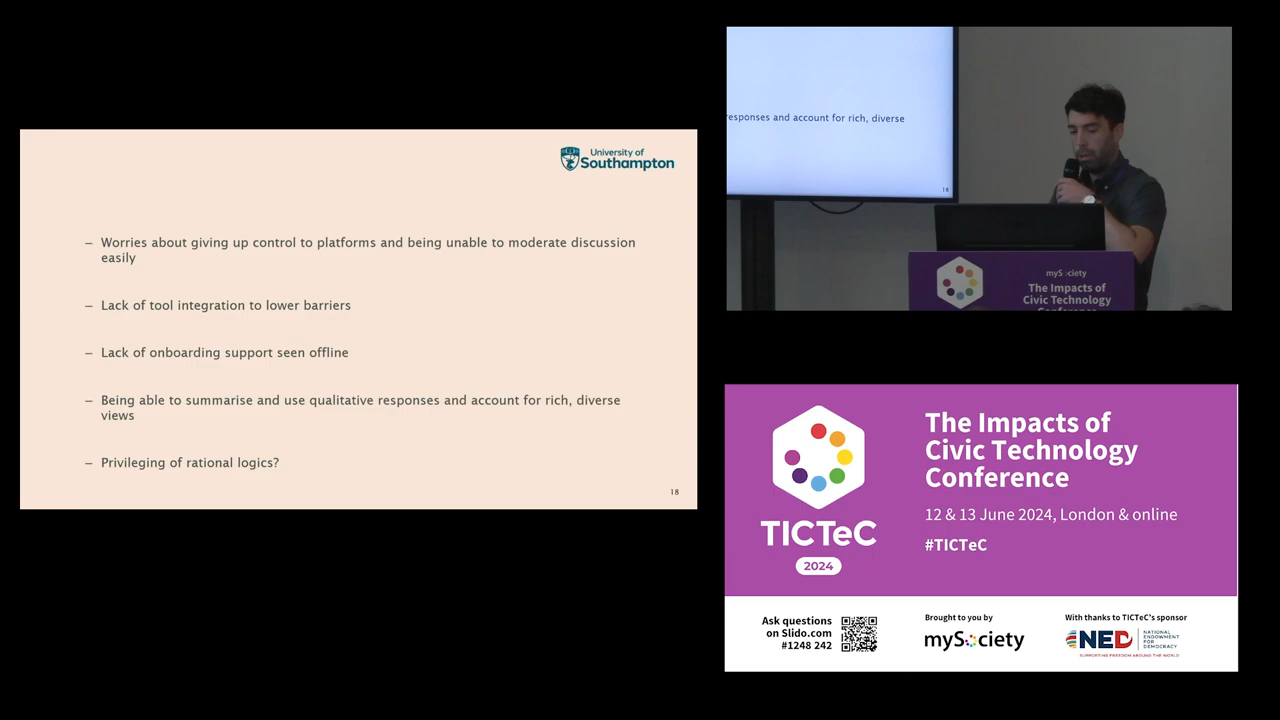 University of
Southampton
– Worries about giving up control to platforms and being unable to moderate discussion
easily
– Lack of tool integration to lower barriers
– Lack of onboarding support seen offline
– Being able to summarise and use qualitative responses and account for rich, diverse
views
– Privileging of rational logics?
18
responses and account for rich, diverse
18
mySociety
The Impacts of
Civic Technology
Conference
TICTeC
2024
The Impacts of
Civic Technology
Conference
12 & 13 June 2024, London & online
#TICTeC
Ask questions
on Slido.com
#1248 242
Brought to you by
mySociety
With thanks to TICTeC's sponsor
NED
NATIONAL
ENDOWMENT
FOR
DEMOCRACY
SUPPORTING FREEDOM AROUND THE WORLD